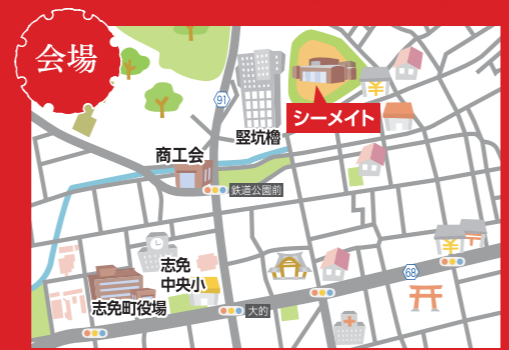 会場
91
シーメイト
竪坑櫓
商工会
鉄道公園前
志免
中央小
志免町役場
大的
68
¥
¥